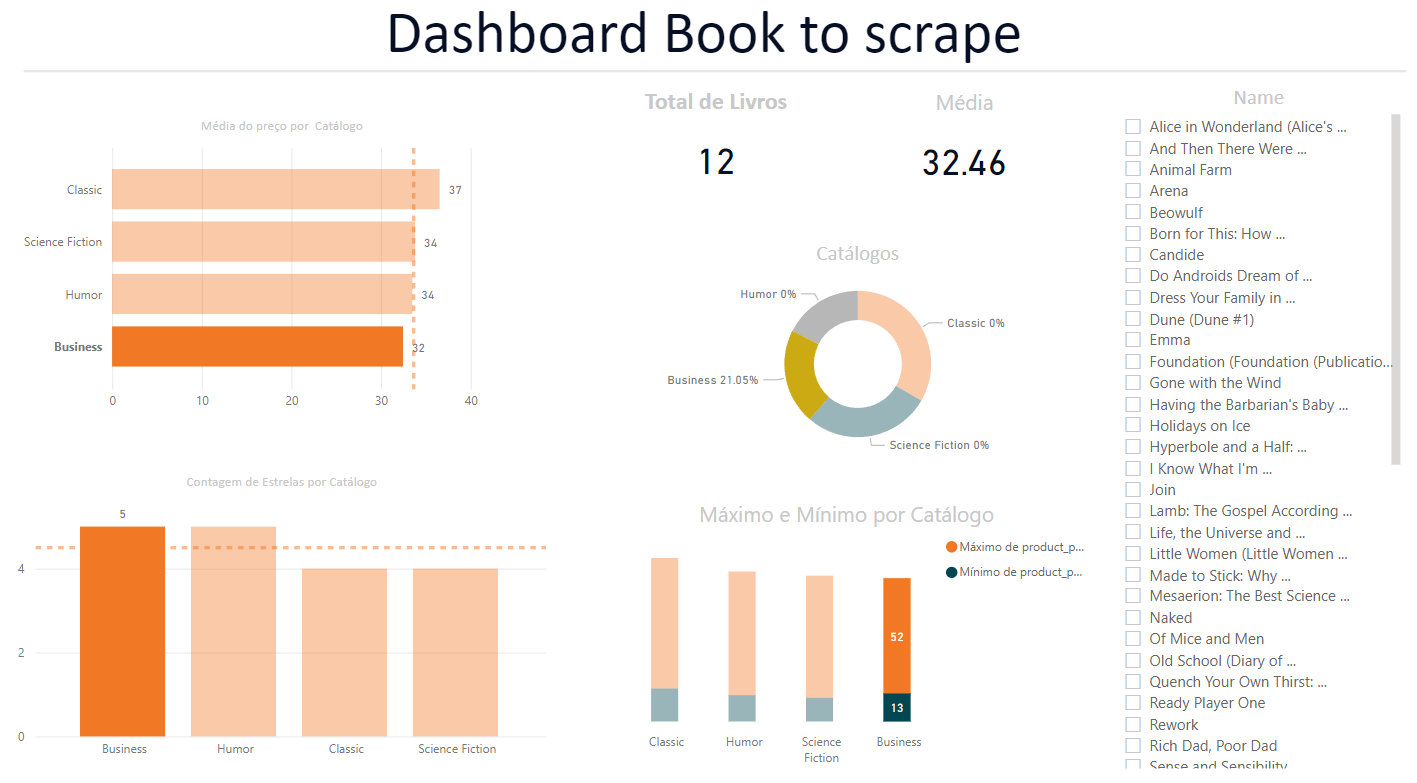 Dashboard Book to scrape
Média do preço por Catálogo
Classic
37
Science Fiction
34
Humor
34
Business
32
0 10 20 30 40
Total de Livros
12
Média
32.46
Catálogos
Humor 0%
Classic 0%
Business 21.05%
Science Fiction 0%
Contagem de Estrelas por Catálogo
5
4
2
0
Business Humor Classic Science Fiction
Máximo e Mínimo por Catálogo
Máximo de product_p...
Mínimo de product_p...
52
13
Classic Humor Science Business
Fiction
Name
Alice in Wonderland (Alice's ...
And Then There Were ...
Animal Farm
Arena
Beowulf
Born for This: How ...
Candide
Do Androids Dream of ...
Dress Your Family in ...
Dune (Dune #1)
Emma
Foundation (Foundation (Publicatio...
Gone with the Wind
Having the Barbarian's Baby ...
Holidays on Ice
Hyperbole and a Half: ...
I Know What I'm ...
Join
Lamb: The Gospel According ...
Life, the Universe and ...
Little Women (Little Women ...
Made to Stick: Why ...
Mesaerion: The Best Science ...
Naked
Of Mice and Men
Old School (Diary of ...
Quench Your Own Thirst: ...
Ready Player One
Rework
Rich Dad, Poor Dad
Sense and Sensibility